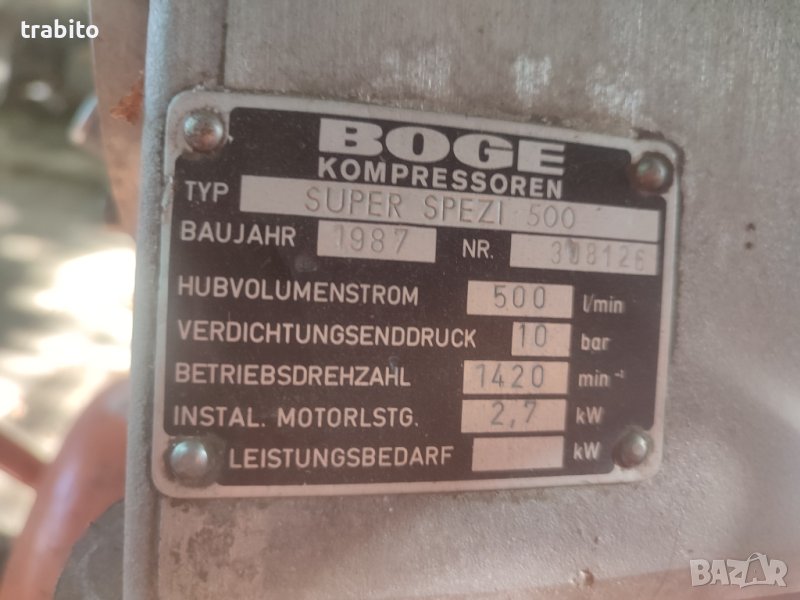 trabito
BOGE
KOMPRESSOREN
TYP SUPER SPEZI 500
BAUJAHR 1987 NR. 308126
HUBVOLUMENSTROM 500 l/min
VERDICHTUNGSENDDRUCK 10 bar
BETRIEBSDREHZAHL 1420 min⁻¹
INSTAL. MOTORLSTG. 2,7 kW
LEISTUNGSBEDARF kW
BAZAR